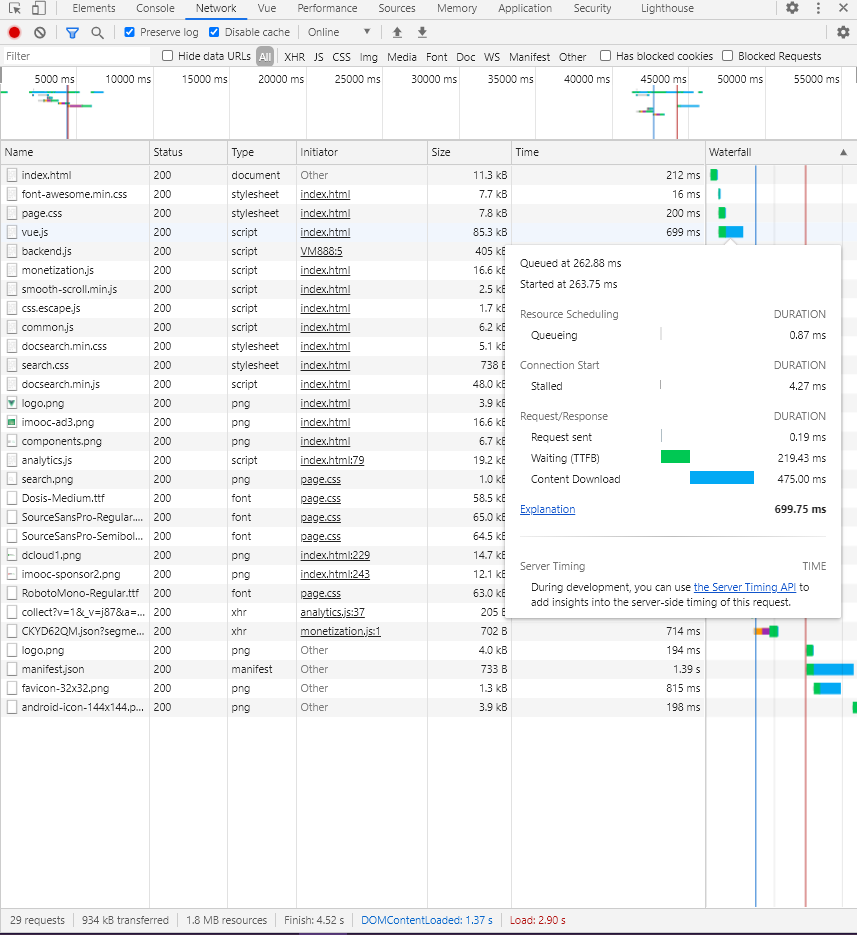 Elements Console Network Vue Performance Sources Memory Application Security Lighthouse
Preserve log Disable cache Online
Filter Hide data URLs All XHR JS CSS Img Media Font Doc WS Manifest Other Has blocked cookies Blocked Requests
5000 ms 10000 ms 15000 ms 20000 ms 25000 ms 30000 ms 35000 ms 40000 ms 45000 ms 50000 ms 55000 ms
Name Status Type Initiator Size Time Waterfall
index.html 200 document Other 11.3 kB 212 ms
font-awesome.min.css 200 stylesheet index.html 7.7 kB 16 ms
page.css 200 stylesheet index.html 7.8 kB 200 ms
vue.js 200 script index.html 85.3 kB 699 ms
backend.js 200 script VM888:5 405 k
monetization.js 200 script index.html 16.6 k
smooth-scroll.min.js 200 script index.html 2.5 k
css.escape.js 200 script index.html 1.7 k
common.js 200 script index.html 6.2 k
docsearch.min.css 200 stylesheet index.html 5.1 k
search.css 200 stylesheet index.html 738 B
docsearch.min.js 200 script index.html 48.0 k
logo.png 200 png index.html 3.9 k
imooc-ad3.png 200 png index.html 16.6 k
components.png 200 png index.html 6.7 k
analytics.js 200 script index.html:79 19.2 k
search.png 200 png page.css 1.0 k
Dosis-Medium.ttf 200 font page.css 58.5 k
SourceSansPro-Regular.... 200 font page.css 65.0 k
SourceSansPro-Semibol... 200 font page.css 64.5 k
dcloud1.png 200 png index.html:229 14.7 k
imooc-sponsor2.png 200 png index.html:243 12.1 k
RobotoMono-Regular.ttf 200 font page.css 63.0 k
collect?v=1&_v=j87&a=... 200 xhr analytics.js:37 205 B
CKYD62QM.json?segme... 200 xhr monetization.js:1 702 B 714 ms
logo.png 200 png Other 4.0 kB 194 ms
manifest.json 200 manifest Other 733 B 1.39 s
favicon-32x32.png 200 png Other 1.3 kB 815 ms
android-icon-144x144.p... 200 png Other 3.9 kB 198 ms
Queued at 262.88 ms
Started at 263.75 ms
Resource Scheduling DURATION
Queueing 0.87 ms
Connection Start DURATION
Stalled 4.27 ms
Request/Response DURATION
Request sent 0.19 ms
Waiting (TTFB) 219.43 ms
Content Download 475.00 ms
Explanation 699.75 ms
Server Timing TIME
During development, you can use the Server Timing API to
add insights into the server-side timing of this request.
29 requests 934 kB transferred 1.8 MB resources Finish: 4.52 s DOMContentLoaded: 1.37 s Load: 2.90 s